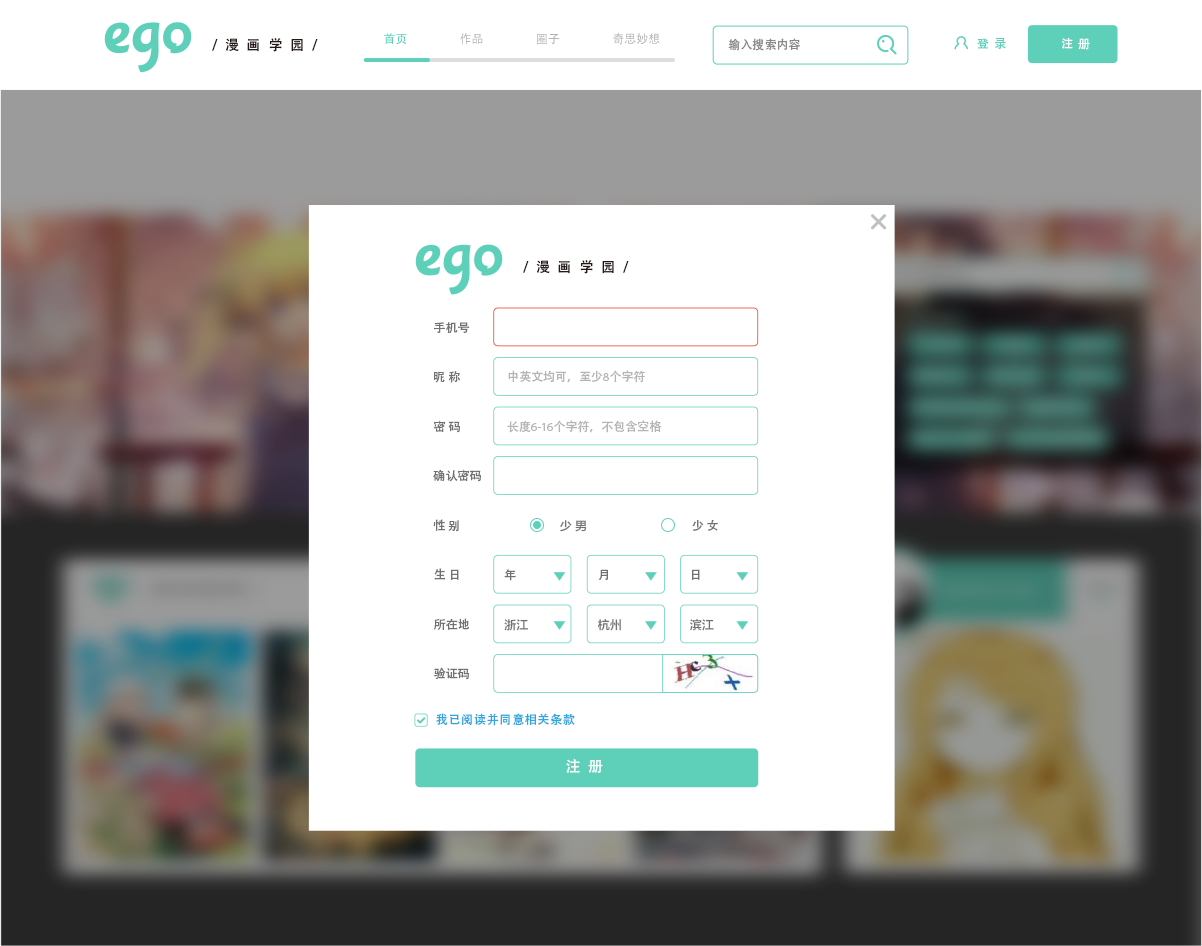 ego / 漫画学园 /
首页 作品 圈子 奇思妙想
输入搜索内容
登录
注册
ego / 漫画学园 /
手机号
昵称 中英文均可，至少8个字符
密码 长度6-16个字符，不包含空格
确认密码
性别 少男 少女
生日 年 月 日
所在地 浙江 杭州 滨江
验证码 Hc3x
我已阅读并同意相关条款
注册